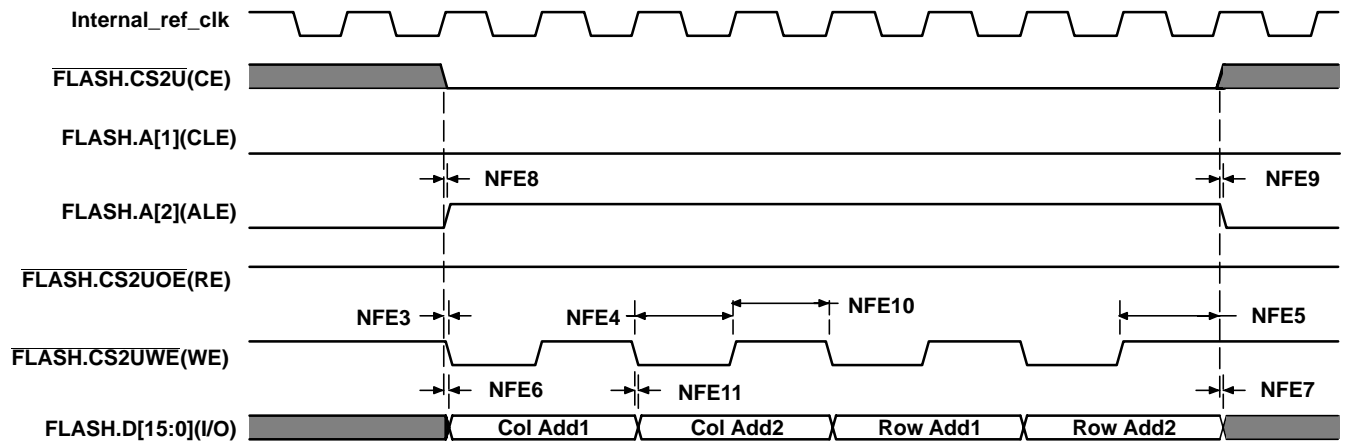 Internal_ref_clk
FLASH.CS2U(CE)
FLASH.A[1](CLE)
NFE8
NFE9
FLASH.A[2](ALE)
FLASH.CS2UOE(RE)
NFE3
NFE4
NFE10
NFE5
FLASH.CS2UWE(WE)
NFE6
NFE11
NFE7
FLASH.D[15:0](I/O)
Col Add1
Col Add2
Row Add1
Row Add2